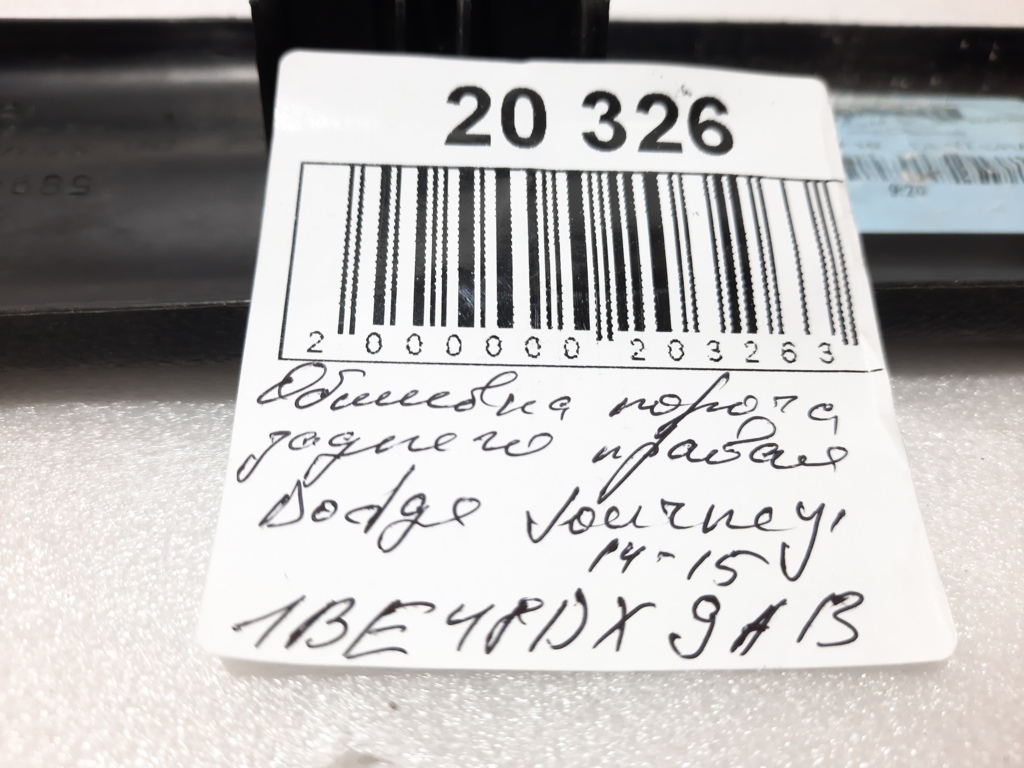 20 326
2 000000 203263
Обшивка порога
заднего правая
Dodge Journey,
14-15
1BE48DX9AB